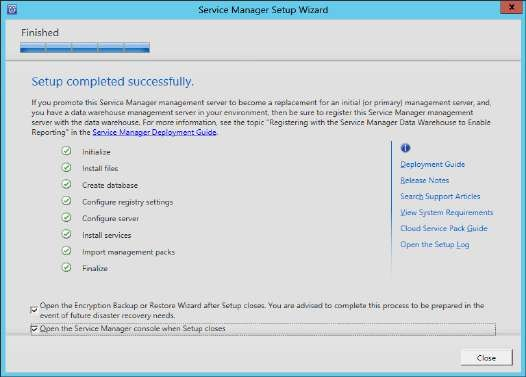 Service Manager Setup Wizard
Finished
Setup completed successfully.
If you promote this Service Manager management server to become a replacement for an initial (or primary) management server, and,
you have a data warehouse management server in your environment, then be sure to register this Service Manager management
server with the data warehouse. For more information, see the topic "Registering with the Service Manager Data Warehouse to Enable
Reporting" in the Service Manager Deployment Guide.
Initialize
Install files
Create database
Configure registry settings
Configure server
Install services
Import management packs
Finalize
Deployment Guide
Release Notes
Search Support Articles
View System Requirements
Cloud Service Pack Guide
Open the Setup Log
Open the Encryption Backup or Restore Wizard after Setup closes. You are advised to complete this process to be prepared in the
event of future disaster recovery needs.
Open the Service Manager console when Setup closes
Close